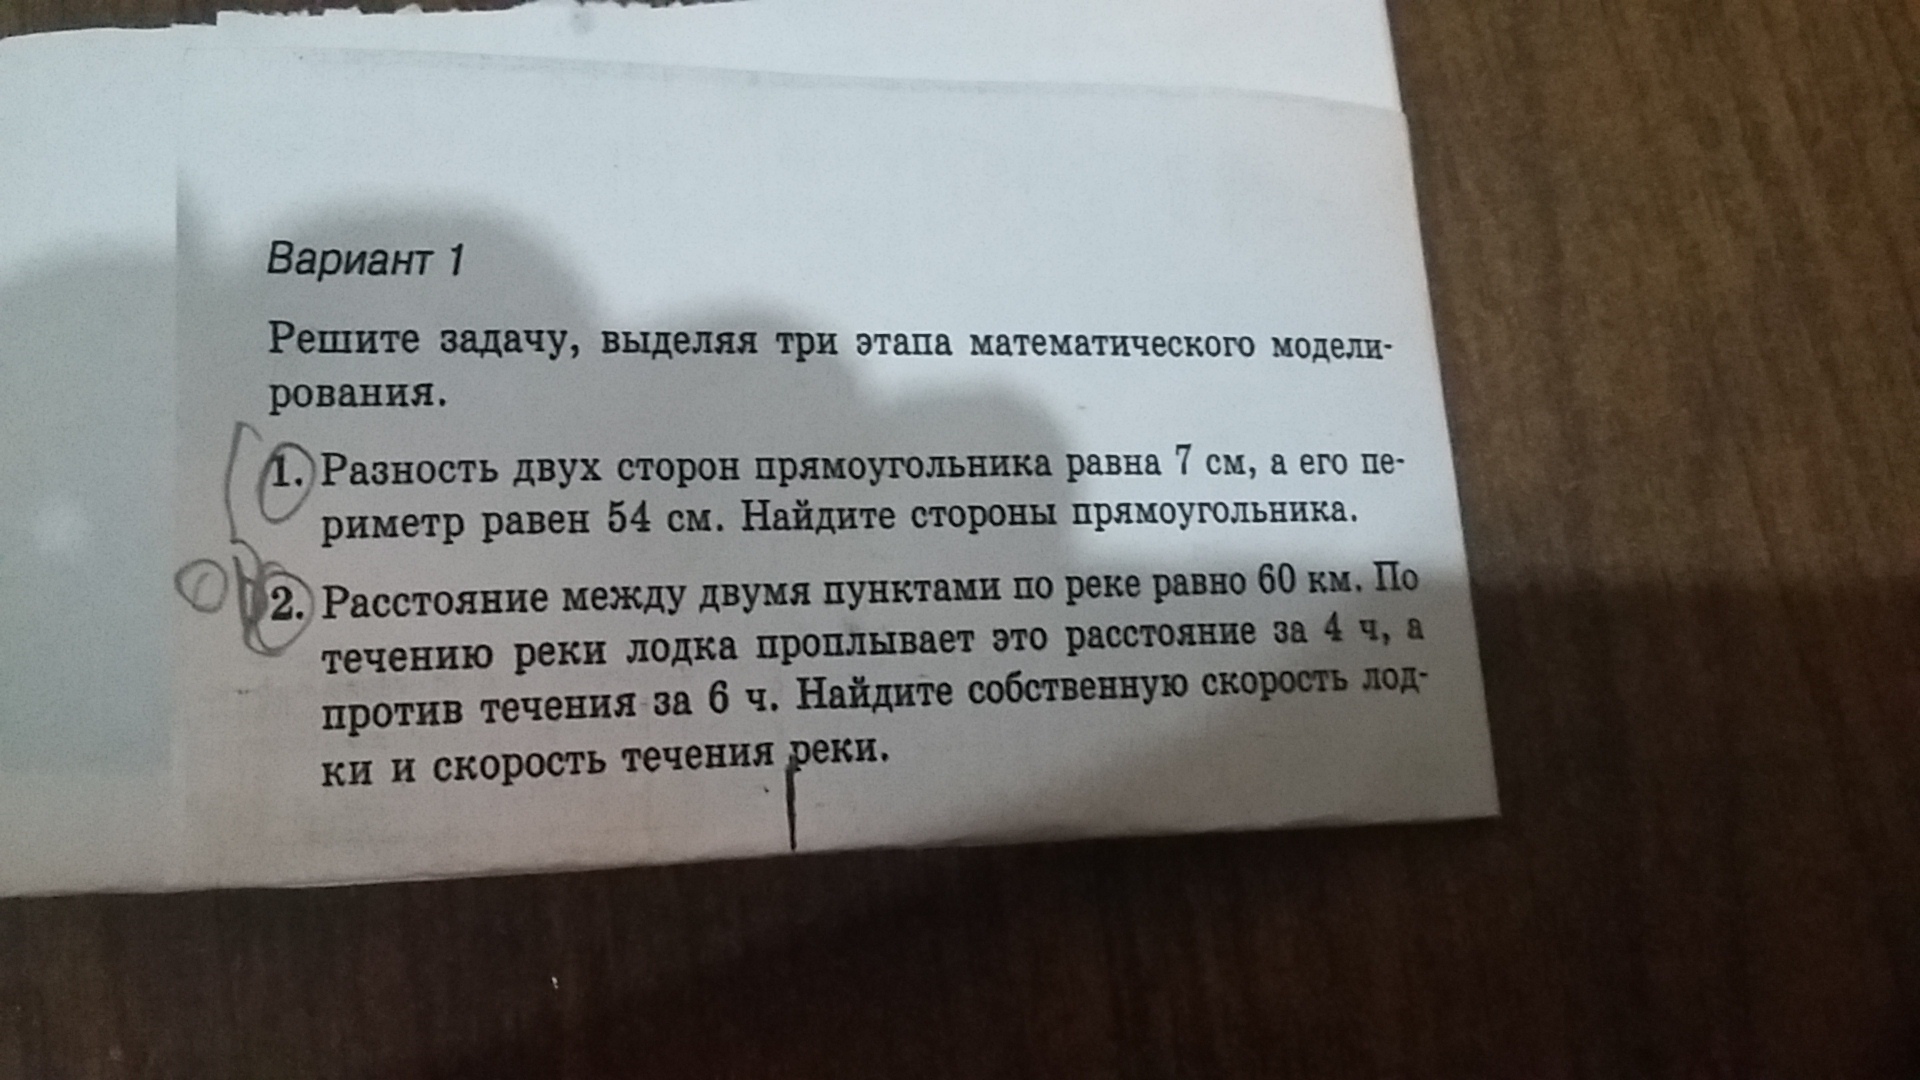 Вариант 1
Решите задачу, выделяя три этапа математического модели-
рования.
1. Разность двух сторон прямоугольника равна 7 см, а его пе-
риметр равен 54 см. Найдите стороны прямоугольника.
2. Расстояние между двумя пунктами по реке равно 60 км. По
течению реки лодка проплывает это расстояние за 4 ч, а
против течения за 6 ч. Найдите собственную скорость лод-
ки и скорость течения реки.